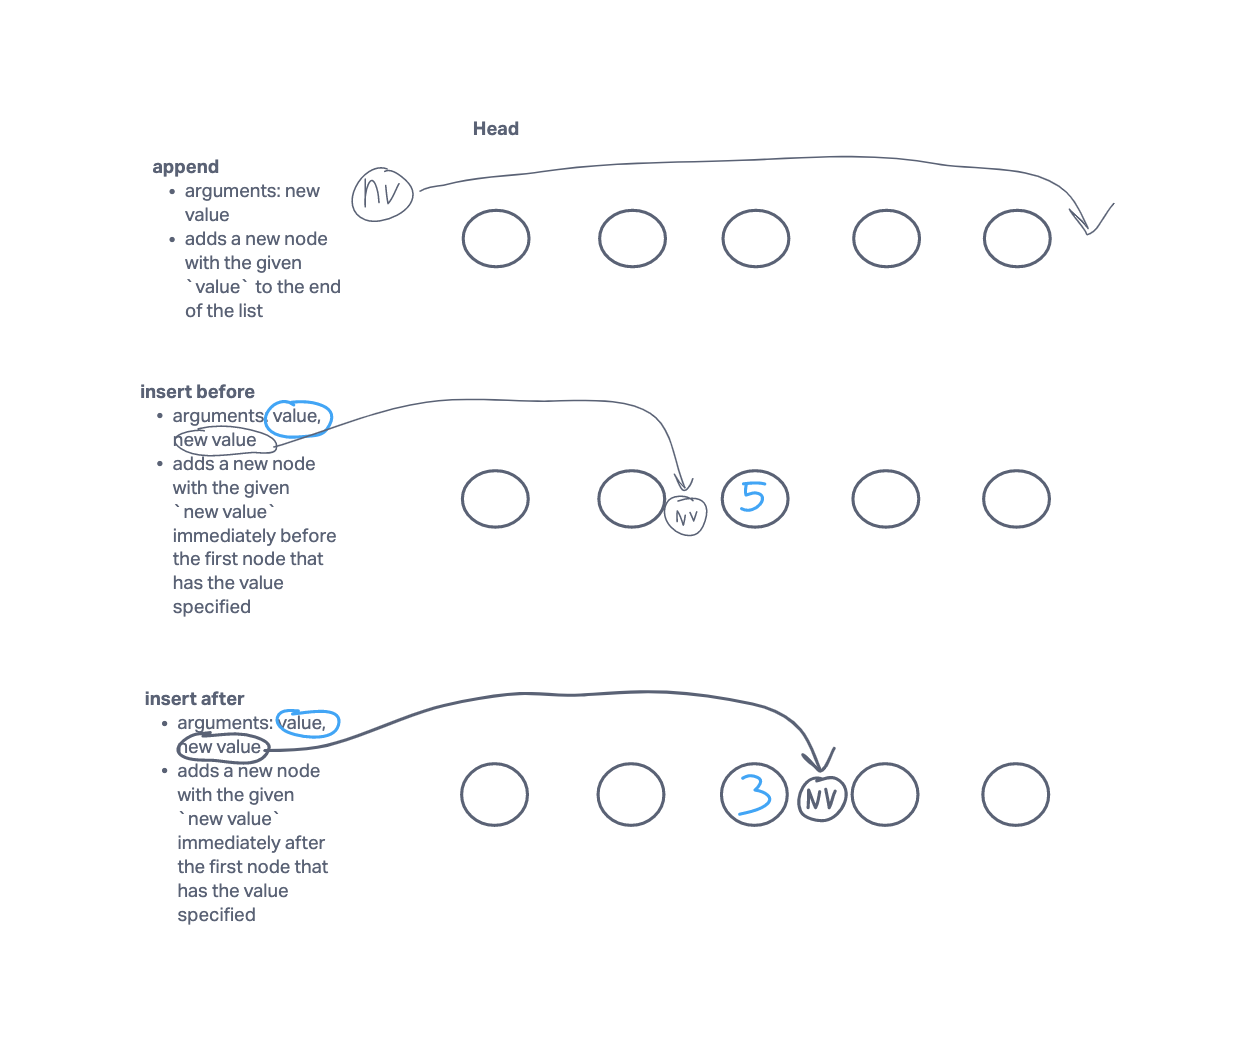 Head
append
• arguments: new
value
• adds a new node
with the given
`value` to the end
of the list
nv
insert before
• arguments: value,
new value
• adds a new node
with the given
`new value`
immediately before
the first node that
has the value
specified
NV
5
insert after
• arguments: value,
new value
• adds a new node
with the given
`new value`
immediately after
the first node that
has the value
specified
3
NV